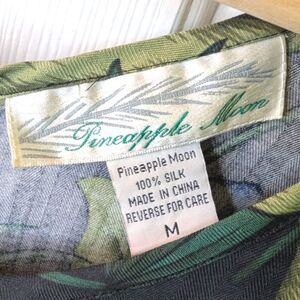 Pineapple Moon
Pineapple Moon
100% SILK
MADE IN CHINA
REVERSE FOR CARE
M